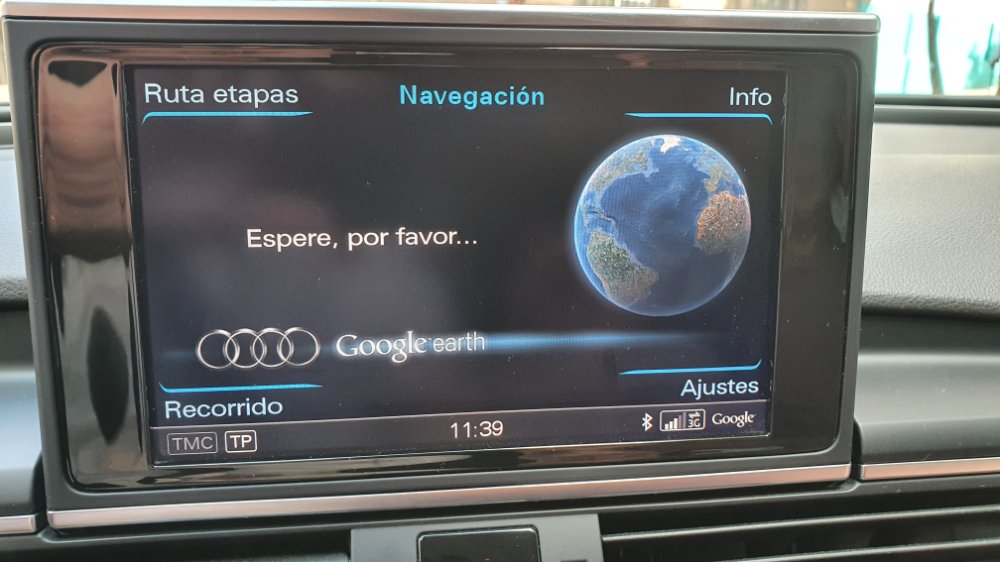 Ruta etapas
Navegación
Info
Espere, por favor...
Google earth
Ajustes
Recorrido
TMC TP
11:39
3G
Google